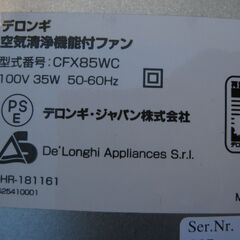 デロンギ
空気清浄機能付ファン
型式番号: CFX85WC
100V 35W 50-60Hz
PS
E
デロンギ・ジャパン株式会社
De'Longhi Appliances S.r.l.
HR-181161
625410001
Ser.Nr.